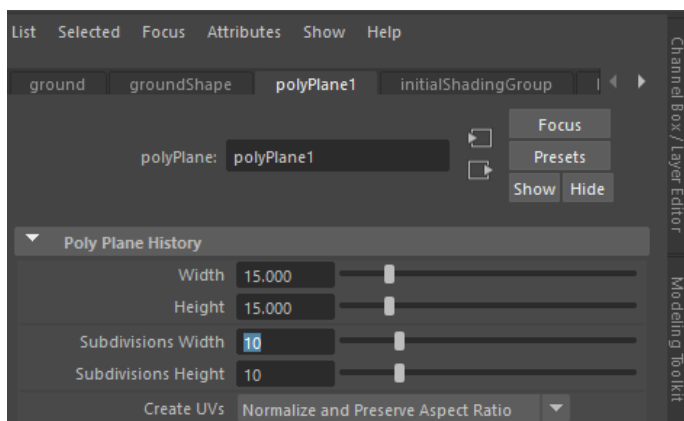 List Selected Focus Attributes Show Help
ground groundShape polyPlane1 initialShadingGroup
Focus
polyPlane: polyPlane1 Presets
Show Hide
Poly Plane History
Width 15.000
Height 15.000
Subdivisions Width 10
Subdivisions Height 10
Create UVs Normalize and Preserve Aspect Ratio
Channel Box / Layer Editor
Modeling Toolkit